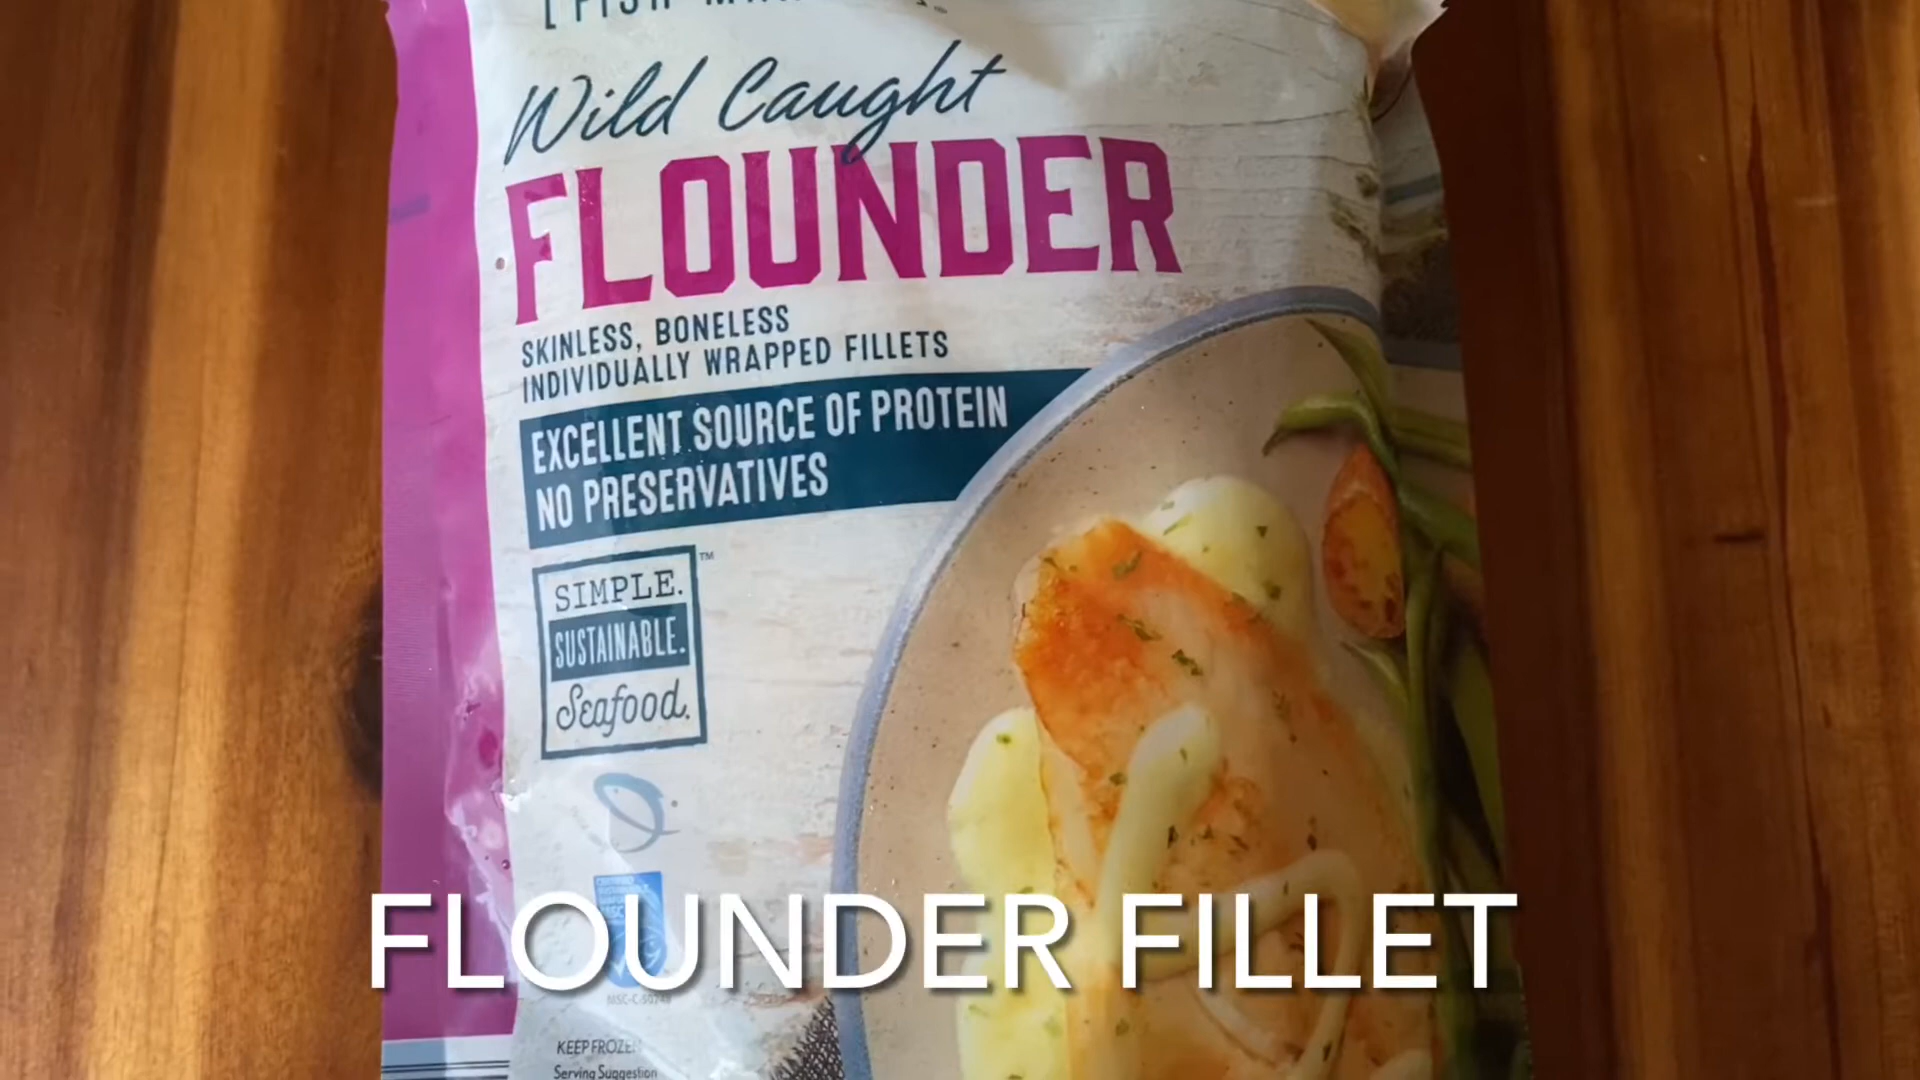 Wild Caught
FLOUNDER
SKINLESS, BONELESS
INDIVIDUALLY WRAPPED FILLETS
EXCELLENT SOURCE OF PROTEIN
NO PRESERVATIVES
SIMPLE.™
SUSTAINABLE.
Seafood.
FLOUNDER FILLET
KEEP FROZEN
Serving Suggestion